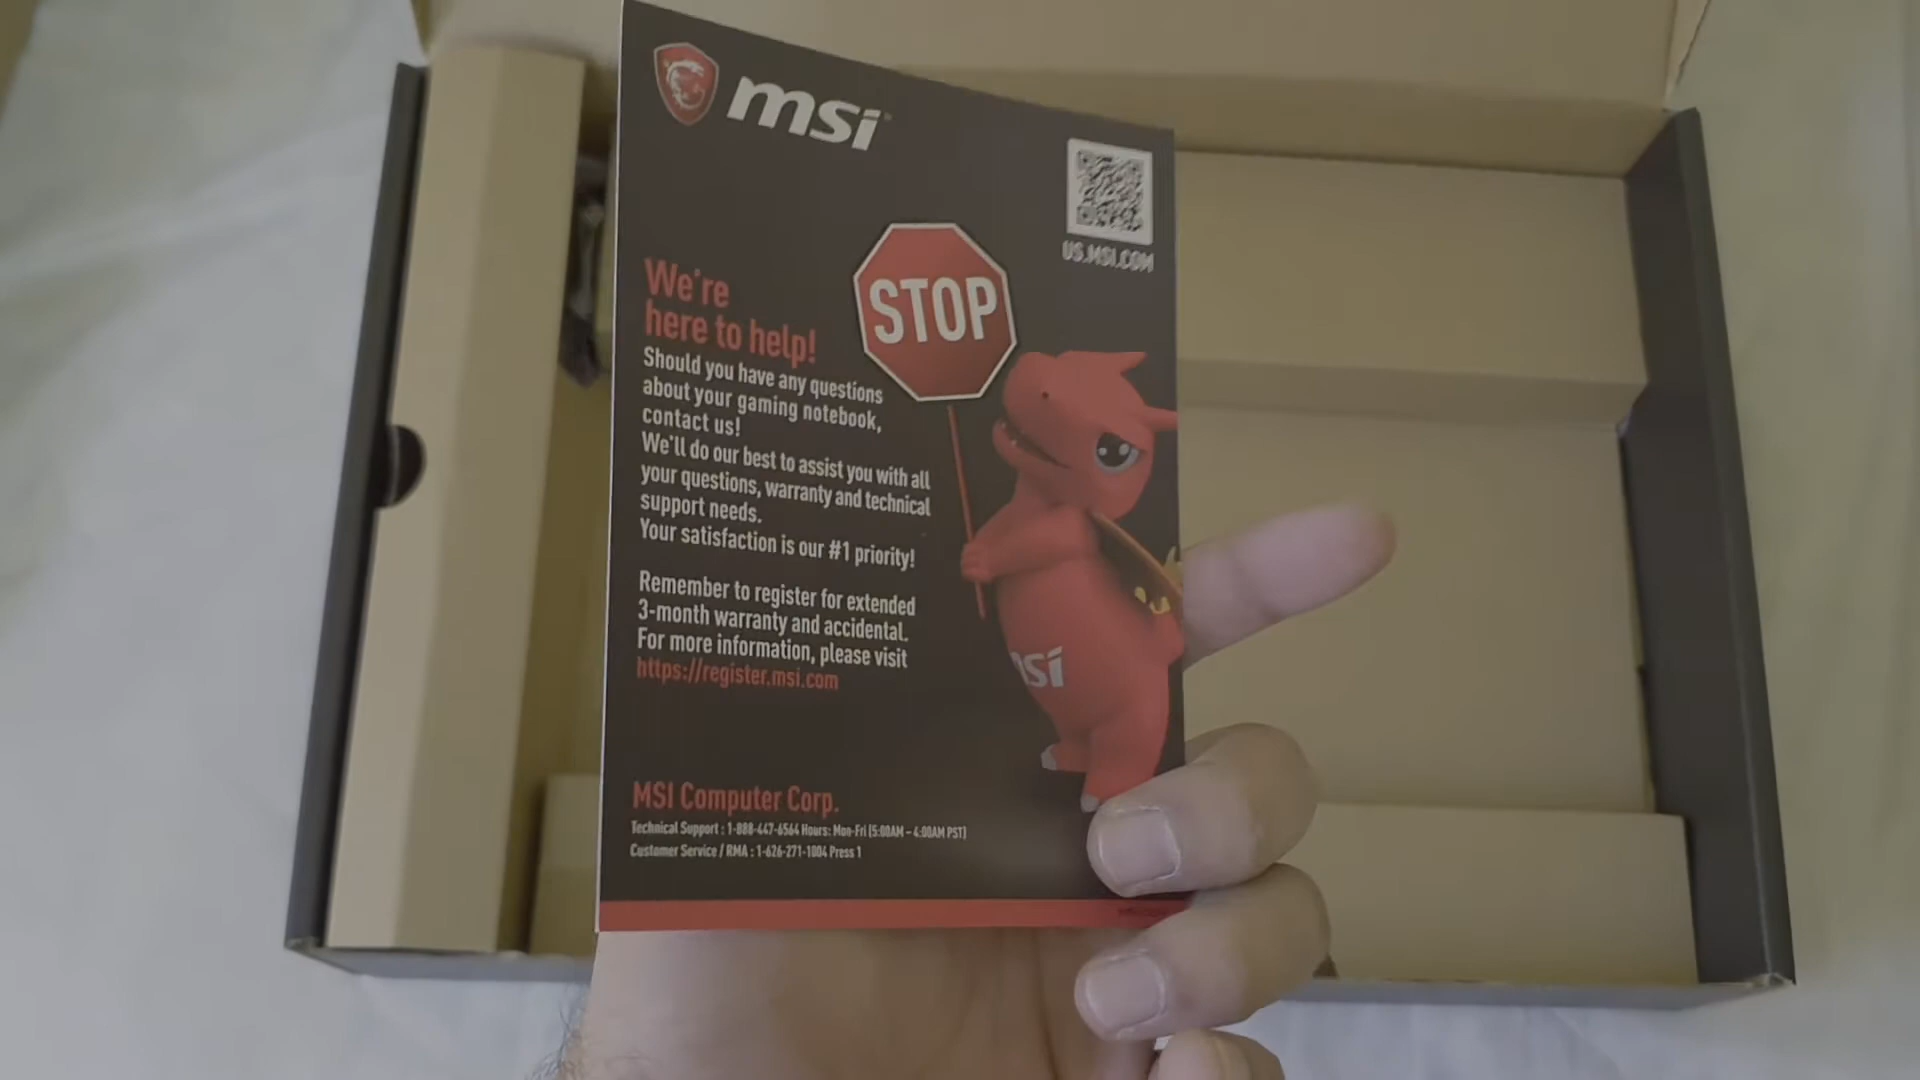 msi
US.MSI.COM
STOP
We're
here to help!
Should you have any questions
about your gaming notebook,
contact us!
We'll do our best to assist you with all
your questions, warranty and technical
support needs.
Your satisfaction is our #1 priority!
Remember to register for extended
3-month warranty and accidental.
For more information, please visit
https://register.msi.com
msi
MSI Computer Corp.
Technical Support : 1-888-447-6564 Hours: Mon-Fri (5:00AM – 4:00AM PST)
Customer Service / RMA : 1-626-271-1004 Press 1